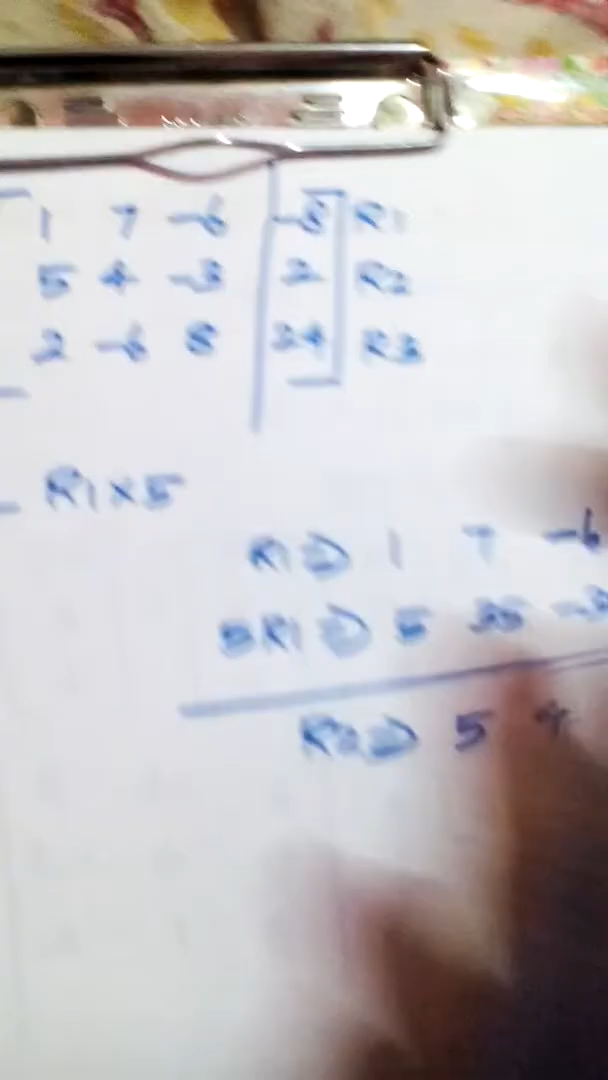 1 7 -6 -8 R1
5 4 -3 2 R2
2 -6 8 24 R3
R1 x 5
R1 ⇒ 1 7 -6
5R1 ⇒ 5 35
R2 ⇒ 5 4